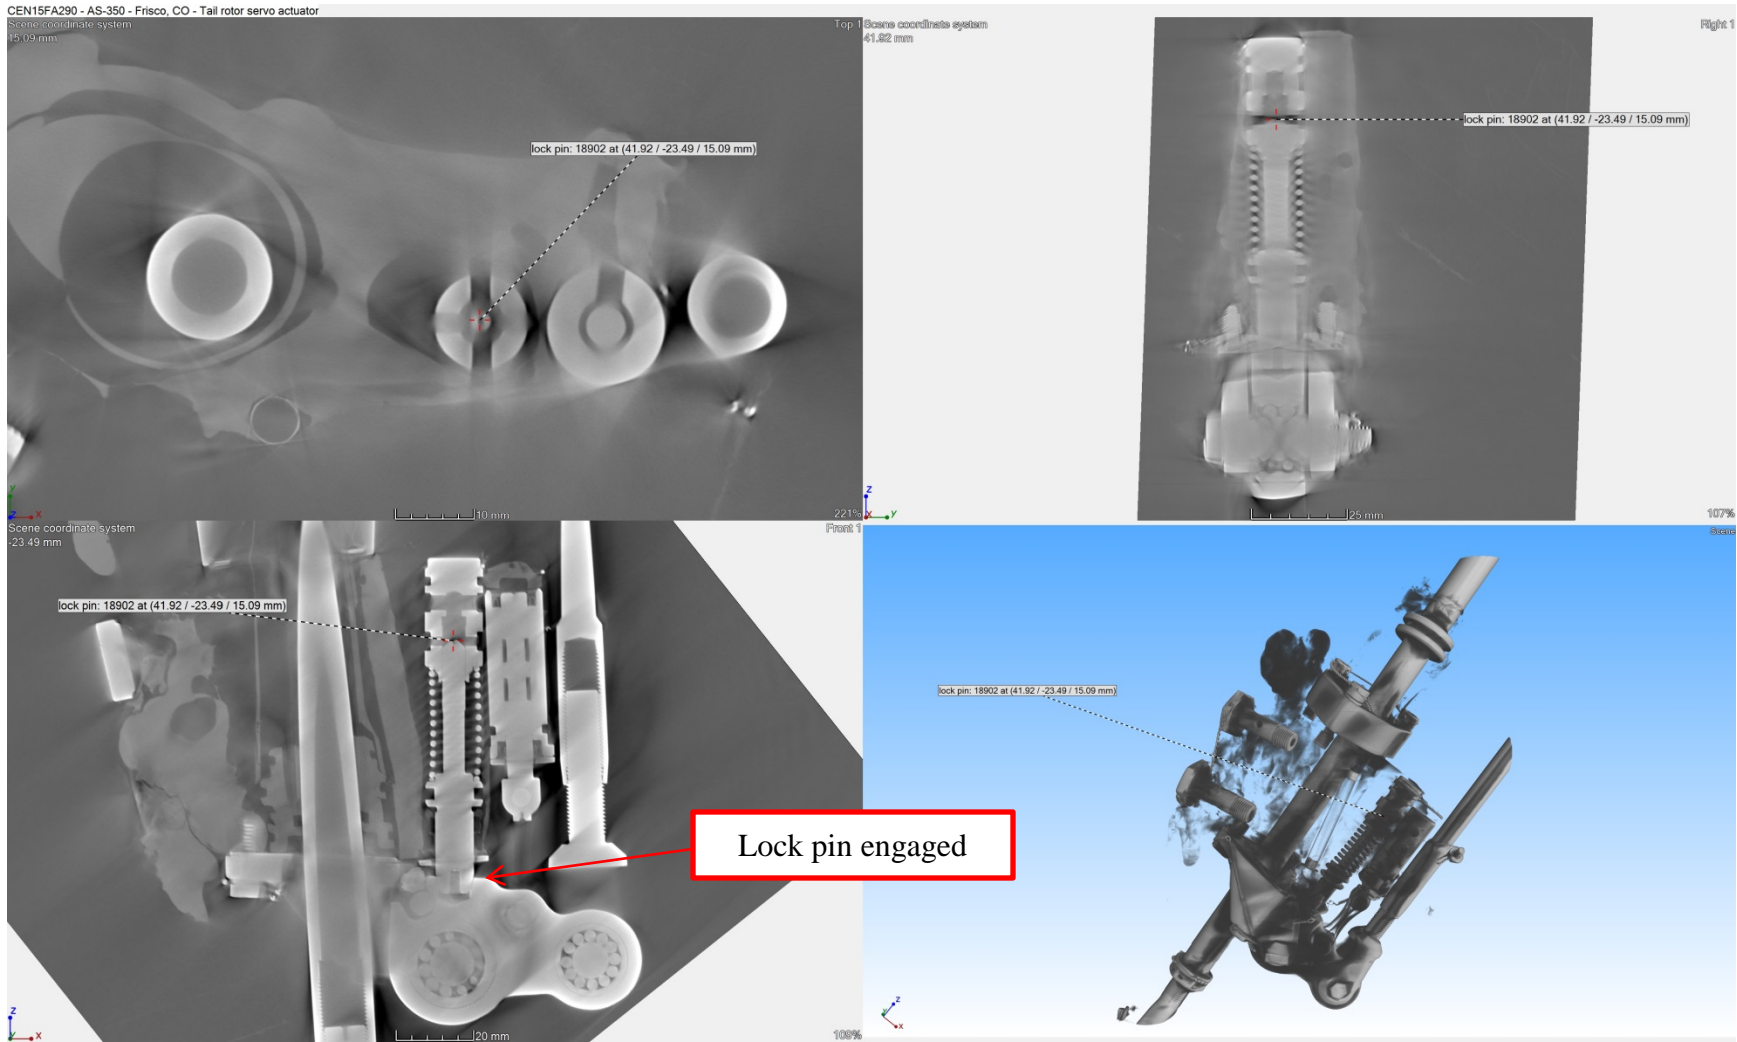 CEN15FA290 - AS-350 - Frisco, CO - Tail rotor servo actuator
Scene coordinate system
15.09 mm
Top 1
lock pin: 18902 at (41.92 / -23.49 / 15.09 mm)
y
z x
10 mm
221%
Scene coordinate system
41.92 mm
Right 1
lock pin: 18902 at (41.92 / -23.49 / 15.09 mm)
z
x y
25 mm
107%
Scene coordinate system
-23.49 mm
Front 1
lock pin: 18902 at (41.92 / -23.49 / 15.09 mm)
Lock pin engaged
z
y x
20 mm
109%
Scene
lock pin: 18902 at (41.92 / -23.49 / 15.09 mm)
z
y
x